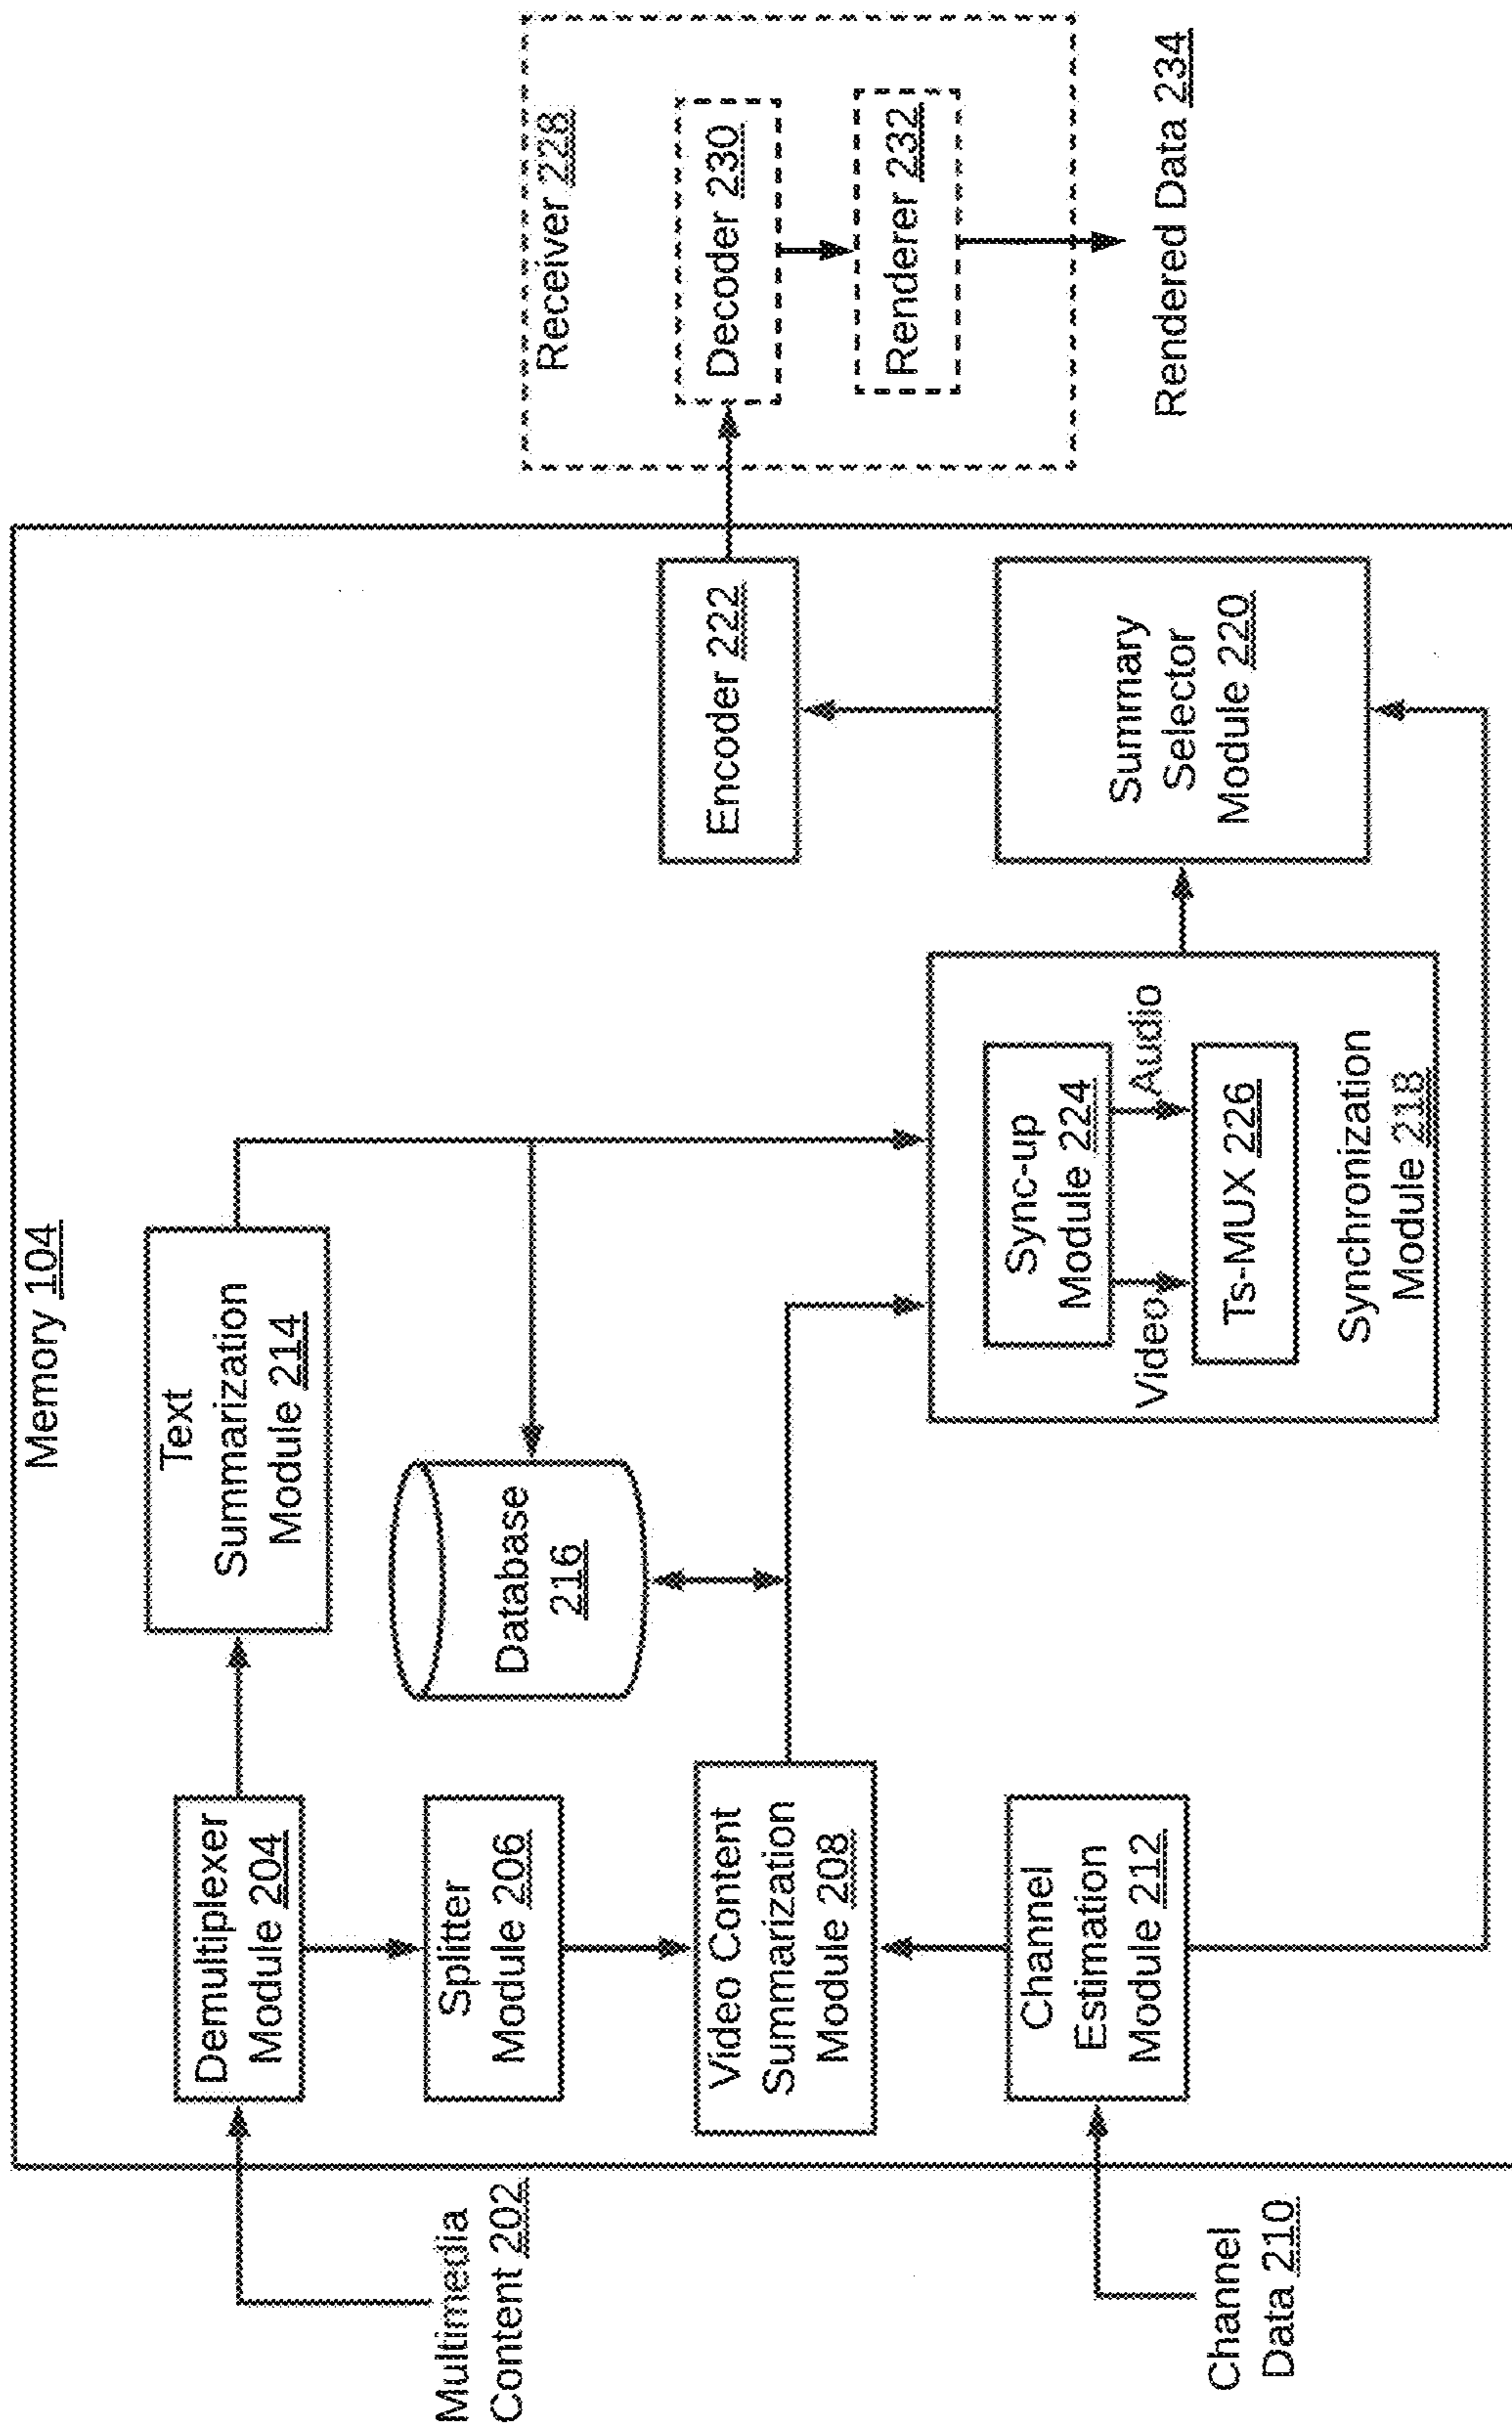 Memory 104
Multimedia
Content 202
Demultiplexer
Module 204
Text
Summarization
Module 214
Splitter
Module 206
Database
216
Video Content
Summarization
Module 208
Channel
Data 210
Channel
Estimation
Module 212
Sync-up
Module 224
Video
Audio
Ts-MUX 226
Synchronization
Module 218
Summary
Selector
Module 220
Encoder 222
Receiver 228
Decoder 230
Renderer 232
Rendered Data 234